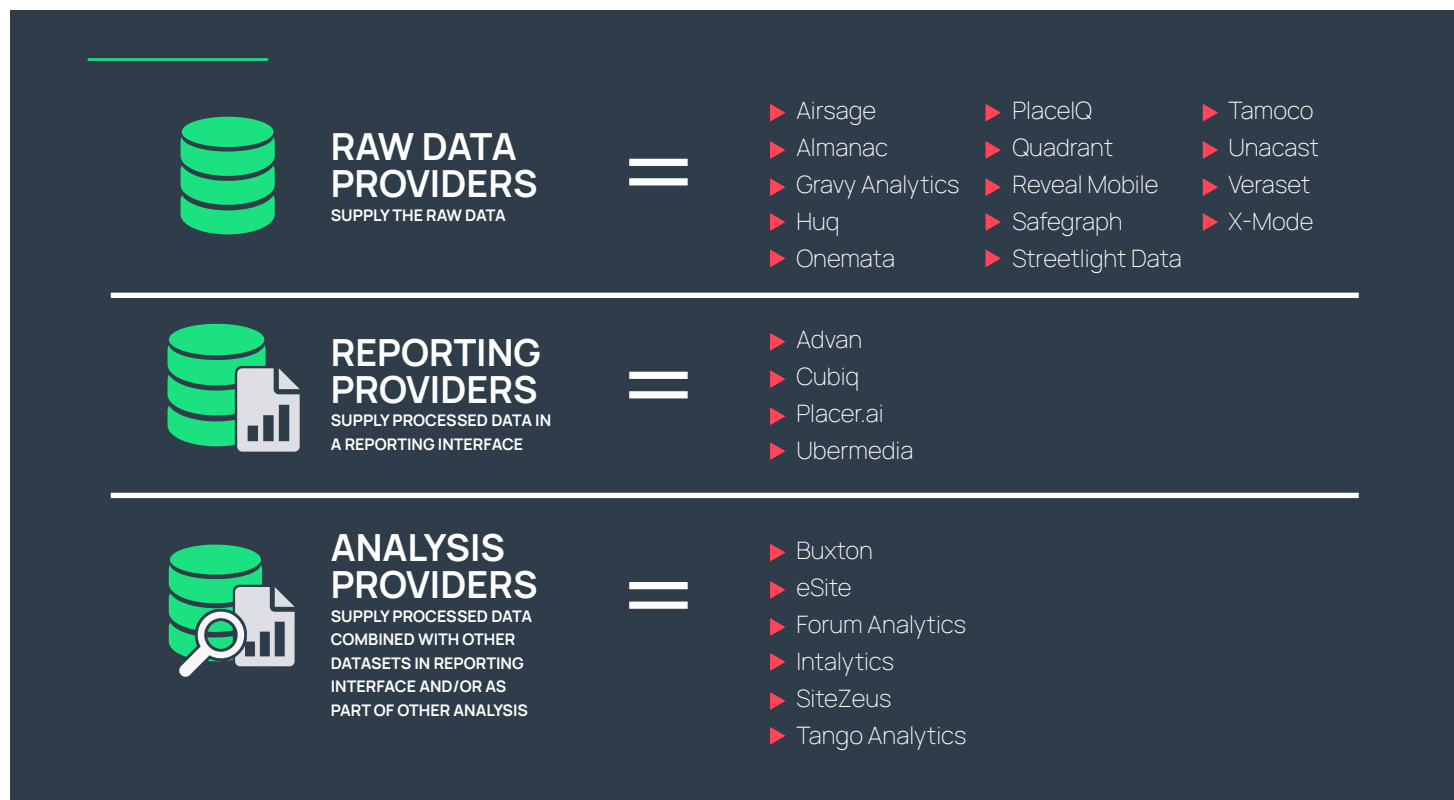 RAW DATA
PROVIDERS
SUPPLY THE RAW DATA
Airsage
Almanac
Gravy Analytics
Huq
Onemata
PlaceIQ
Quadrant
Reveal Mobile
Safegraph
Streetlight Data
Tamoco
Unacast
Veraset
X-Mode
REPORTING
PROVIDERS
SUPPLY PROCESSED DATA IN
A REPORTING INTERFACE
Advan
Cubiq
Placer.ai
Ubermedia
ANALYSIS
PROVIDERS
SUPPLY PROCESSED DATA
COMBINED WITH OTHER
DATASETS IN REPORTING
INTERFACE AND/OR AS
PART OF OTHER ANALYSIS
Buxton
eSite
Forum Analytics
Intalytics
SiteZeus
Tango Analytics